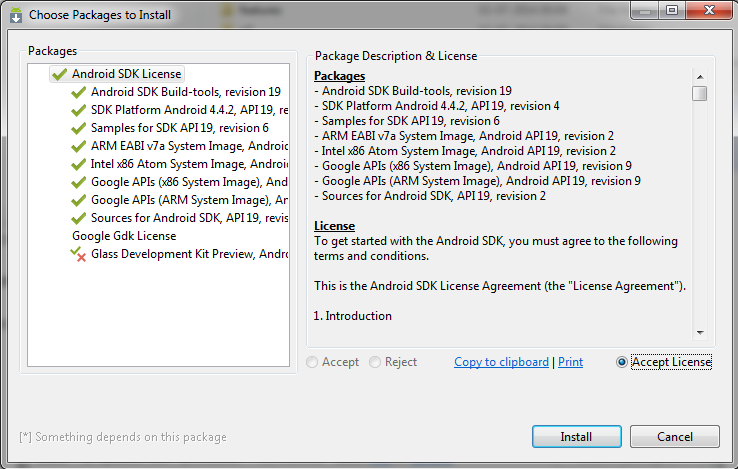 Choose Packages to Install
Packages
Android SDK License
Android SDK Build-tools, revision 19
SDK Platform Android 4.4.2, API 19, re
Samples for SDK API 19, revision 6
ARM EABI v7a System Image, Android
Intel x86 Atom System Image, Android
Google APIs (x86 System Image), And
Google APIs (ARM System Image), An
Sources for Android SDK, API 19, revis
Google Gdk License
Glass Development Kit Preview, Andro
Package Description & License
Packages
- Android SDK Build-tools, revision 19
- SDK Platform Android 4.4.2, API 19, revision 4
- Samples for SDK API 19, revision 6
- ARM EABI v7a System Image, Android API 19, revision 2
- Intel x86 Atom System Image, Android API 19, revision 2
- Google APIs (x86 System Image), Android API 19, revision 9
- Google APIs (ARM System Image), Android API 19, revision 9
- Sources for Android SDK, API 19, revision 2
License
To get started with the Android SDK, you must agree to the following
terms and conditions.
This is the Android SDK License Agreement (the "License Agreement").
1. Introduction
Accept Reject Copy to clipboard | Print Accept License
[*] Something depends on this package
Install Cancel